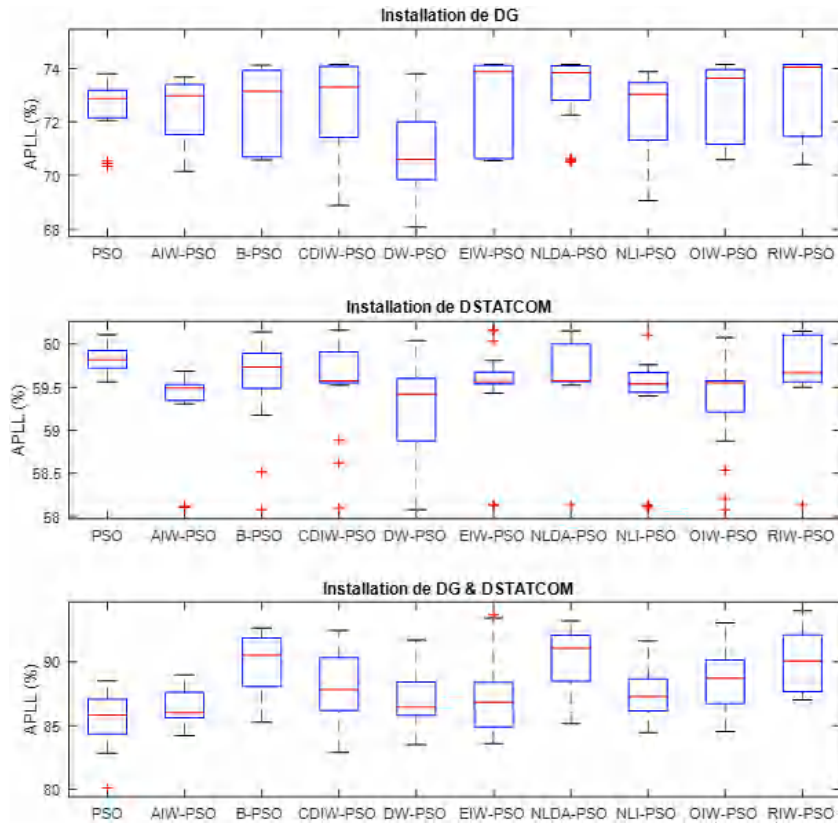 Installation de DG
APLL (%)
74
72
70
68
PSO AIW-PSO B-PSO CDIW-PSO DW-PSO EIW-PSO NLDA-PSO NLI-PSO OIW-PSO RIW-PSO
Installation de DSTATCOM
APLL (%)
60
59.5
59
58.5
58
PSO AIW-PSO B-PSO CDIW-PSO DW-PSO EIW-PSO NLDA-PSO NLI-PSO OIW-PSO RIW-PSO
Installation de DG & DSTATCOM
APLL (%)
90
85
80
PSO AIW-PSO B-PSO CDIW-PSO DW-PSO EIW-PSO NLDA-PSO NLI-PSO OIW-PSO RIW-PSO